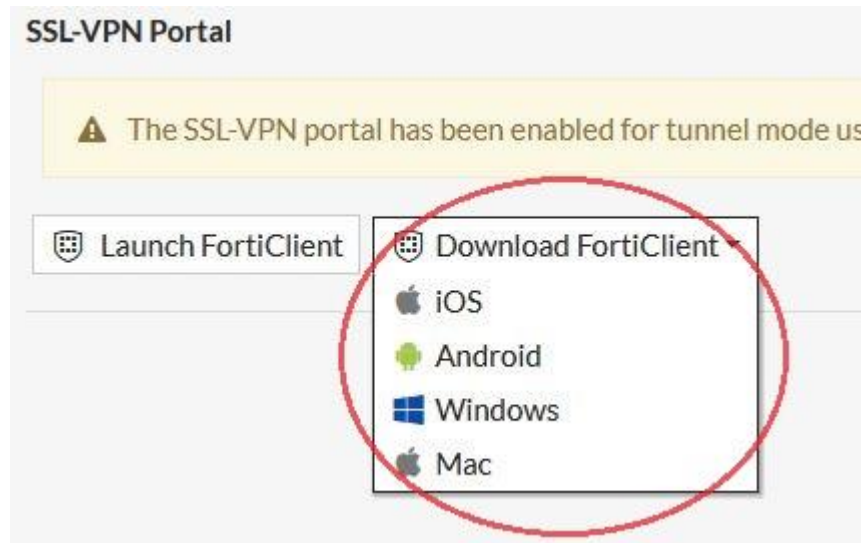 SSL-VPN Portal
The SSL-VPN portal has been enabled for tunnel mode
Launch FortiClient
Download FortiClient
iOS
Android
Windows
Mac